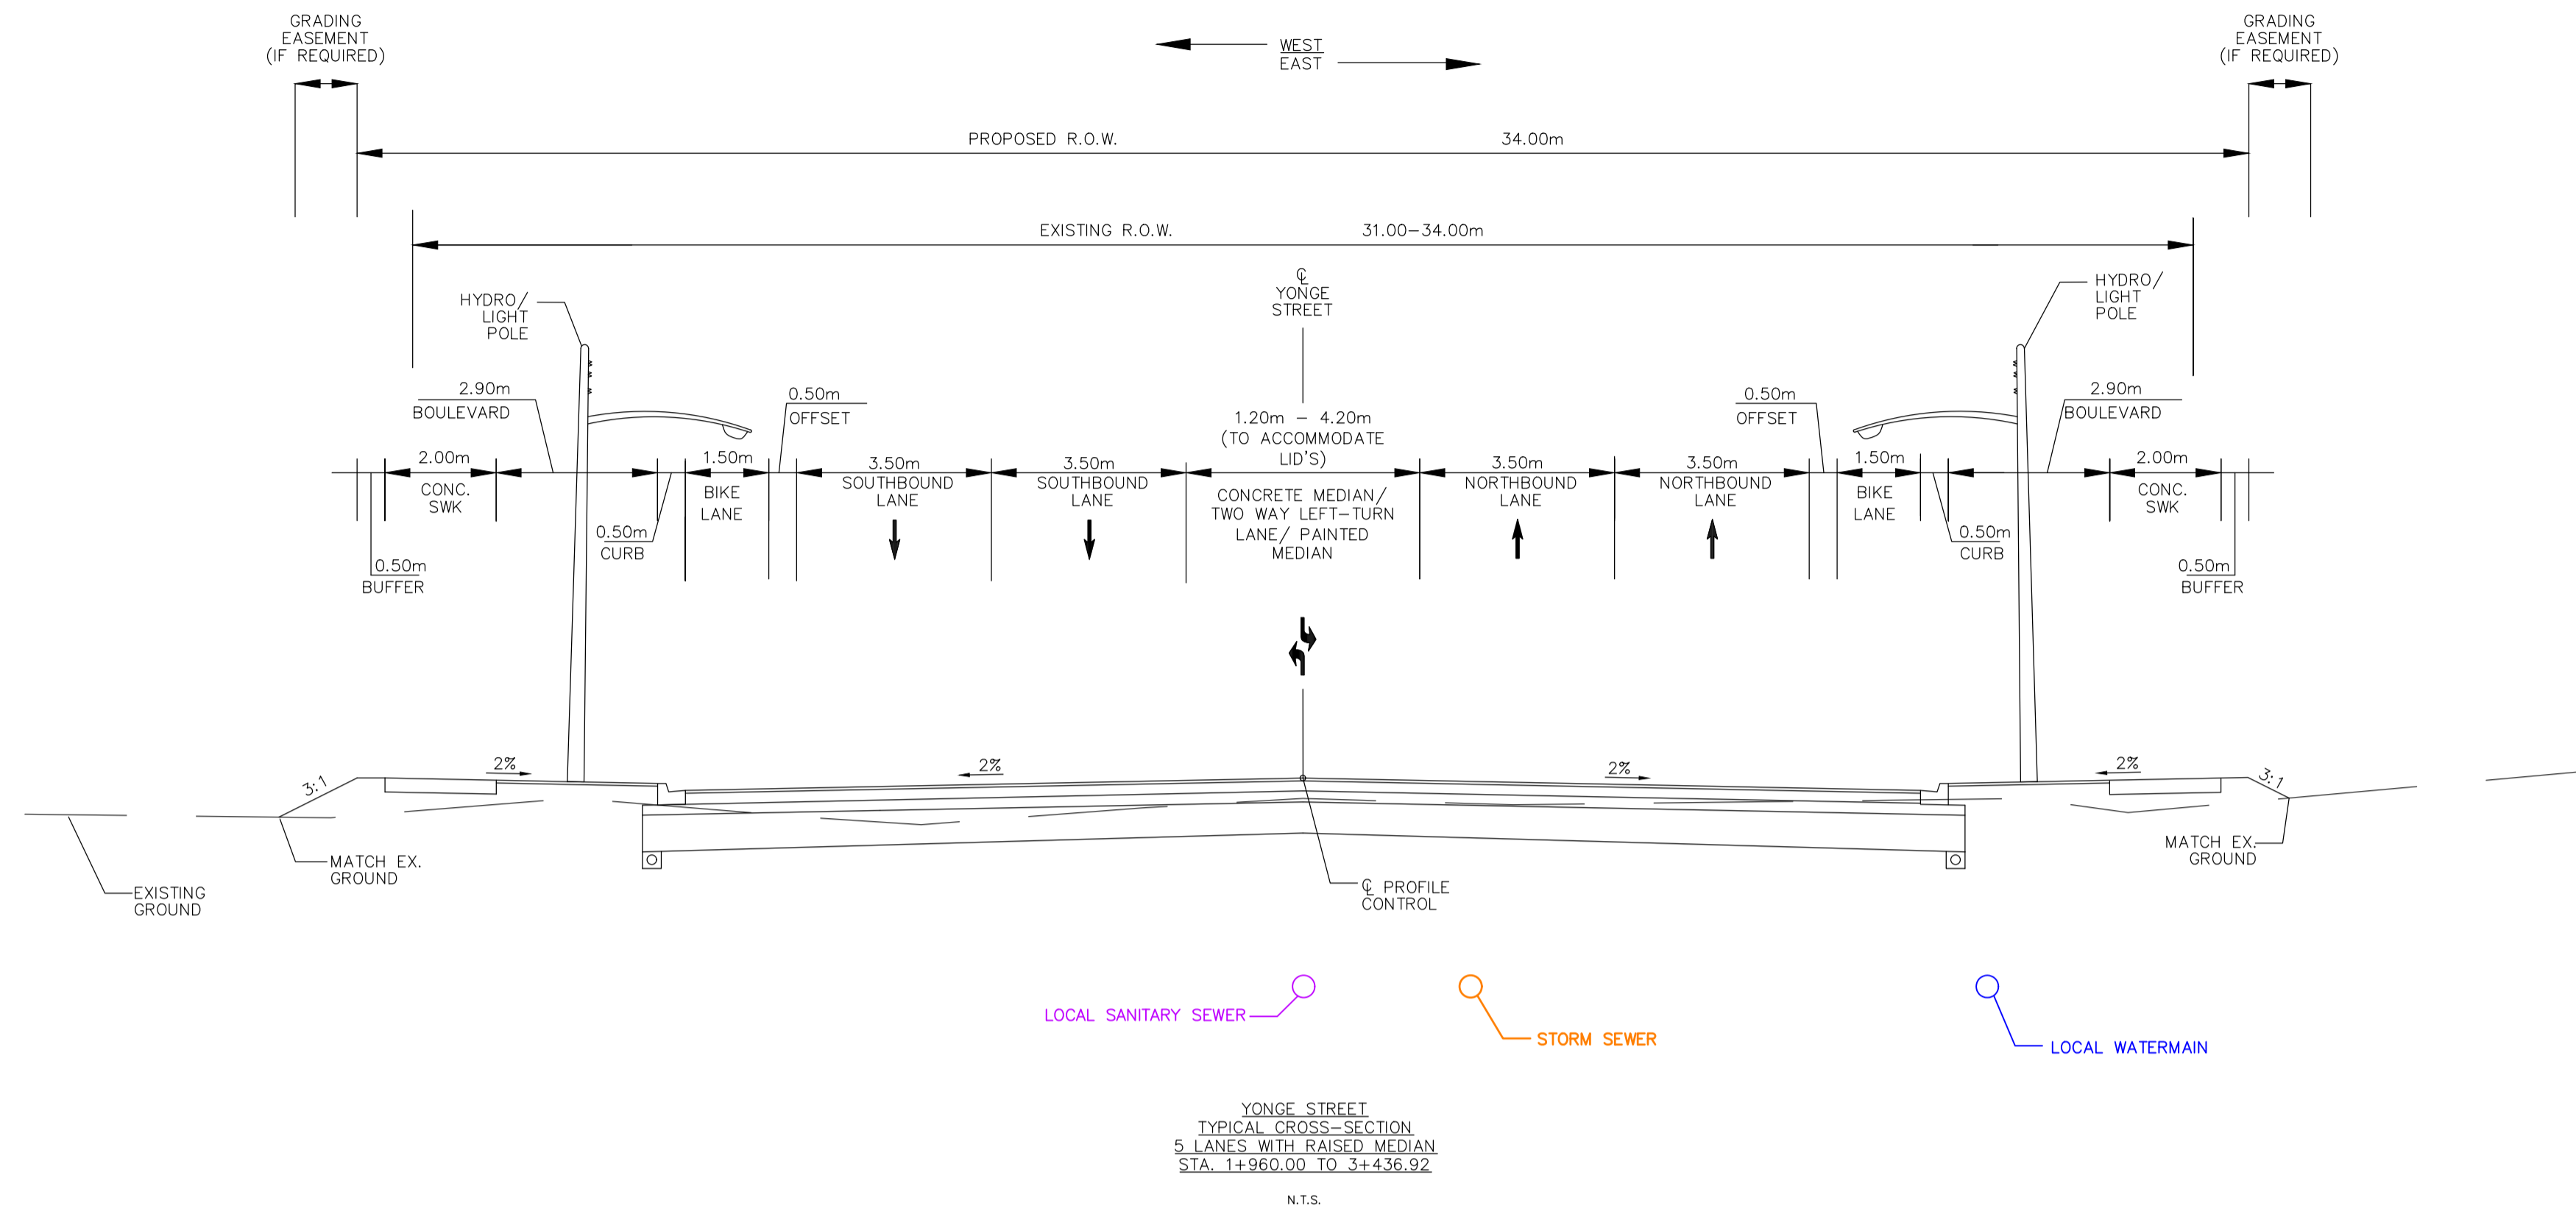 GRADING
EASEMENT
(IF REQUIRED)
WEST
EAST
GRADING
EASEMENT
(IF REQUIRED)
PROPOSED R.O.W. 34.00m
EXISTING R.O.W. 31.00-34.00m
HYDRO/
LIGHT
POLE
℄
YONGE
STREET
HYDRO/
LIGHT
POLE
2.90m
BOULEVARD
0.50m
OFFSET
1.20m - 4.20m
(TO ACCOMMODATE
LID'S)
0.50m
OFFSET
2.90m
BOULEVARD
2.00m
CONC.
SWK
1.50m
BIKE
LANE
3.50m
SOUTHBOUND
LANE
3.50m
SOUTHBOUND
LANE
CONCRETE MEDIAN/
TWO WAY LEFT-TURN
LANE/ PAINTED
MEDIAN
3.50m
NORTHBOUND
LANE
3.50m
NORTHBOUND
LANE
1.50m
BIKE
LANE
2.00m
CONC.
SWK
0.50m
CURB
0.50m
CURB
0.50m
BUFFER
0.50m
BUFFER
3:1
2%
2%
2%
2%
3:1
MATCH EX.
GROUND
MATCH EX.
GROUND
EXISTING
GROUND
℄ PROFILE
CONTROL
LOCAL SANITARY SEWER
STORM SEWER
LOCAL WATERMAIN
YONGE STREET
TYPICAL CROSS-SECTION
5 LANES WITH RAISED MEDIAN
STA. 1+960.00 TO 3+436.92
N.T.S.